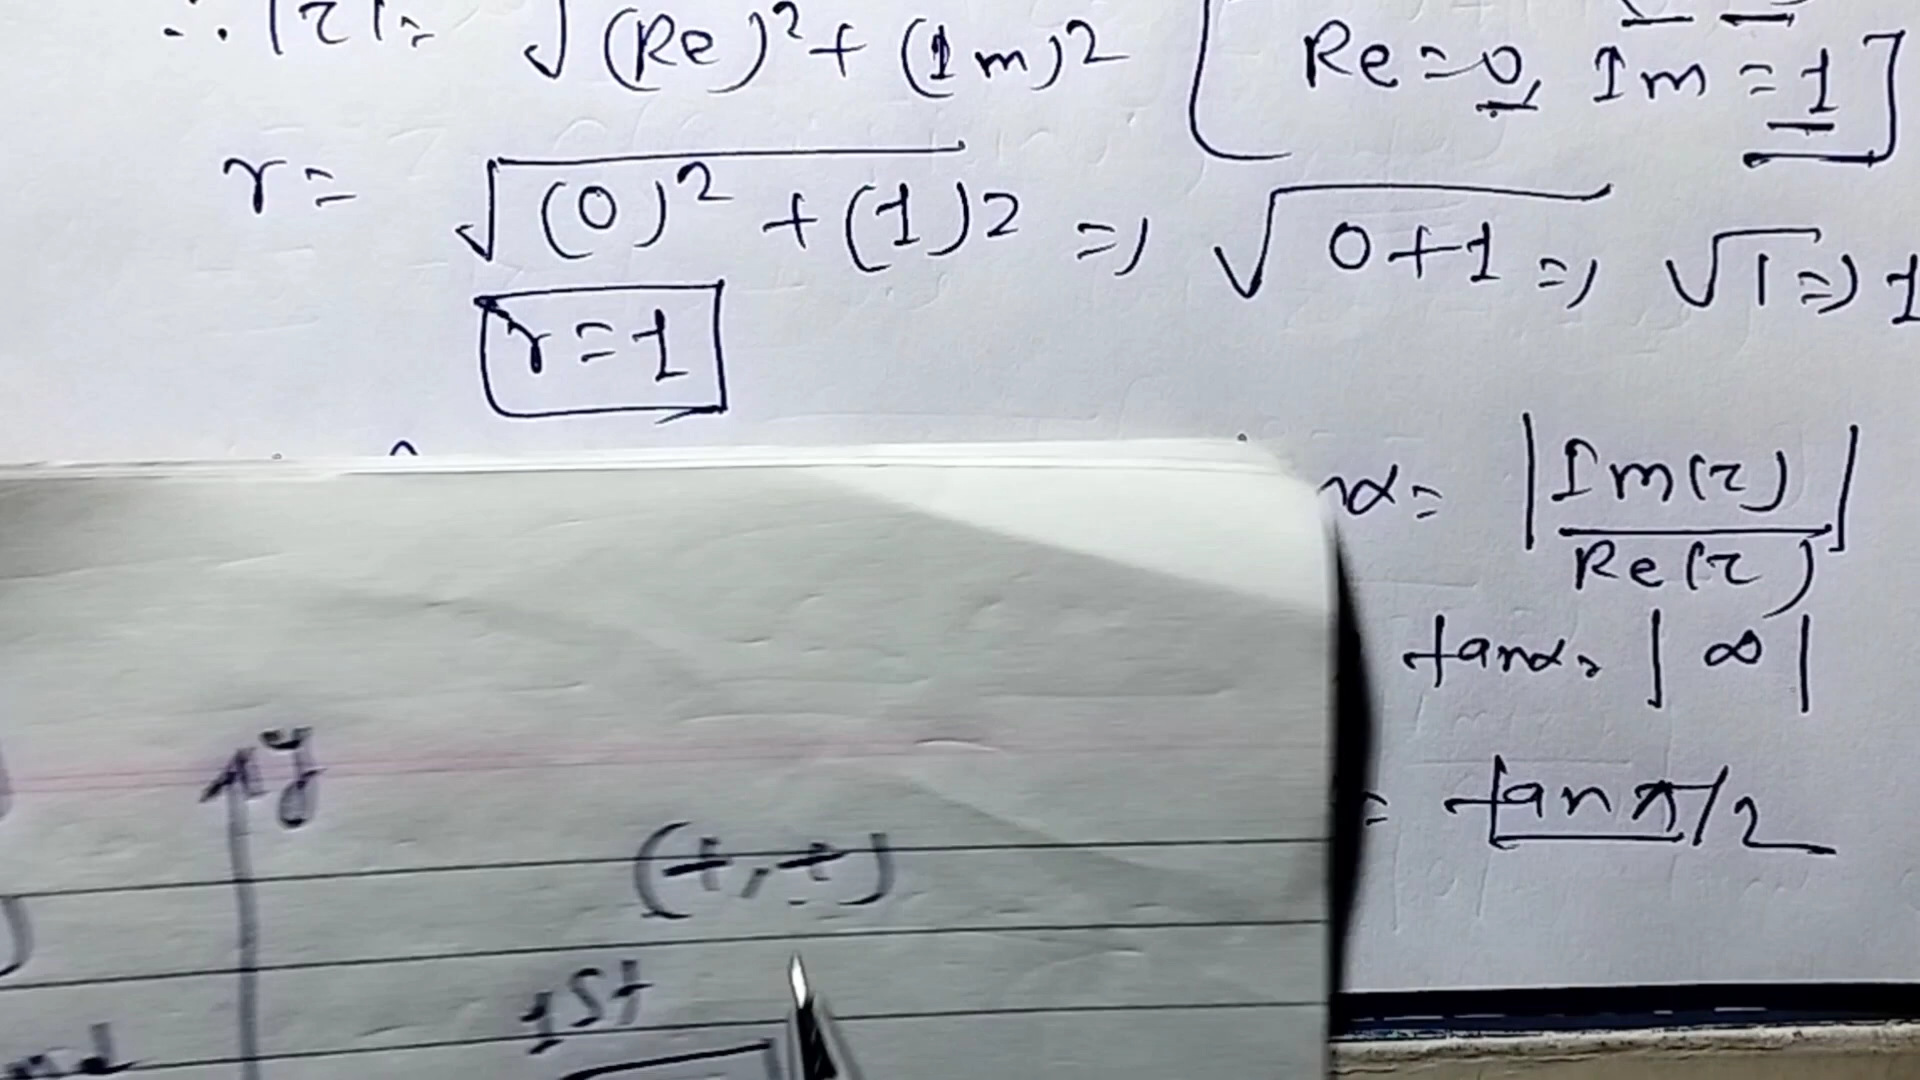 ∴ |z| = √(Re)² + (Im)2 [Re = 0, Im = 1]
r = √(0)² + (1)2 => √0+1 => √1 => 1
r = 1
α = |Im(z)/Re(z)|
tanα = |∞|
= tan π/2
y
(+,+)
1st